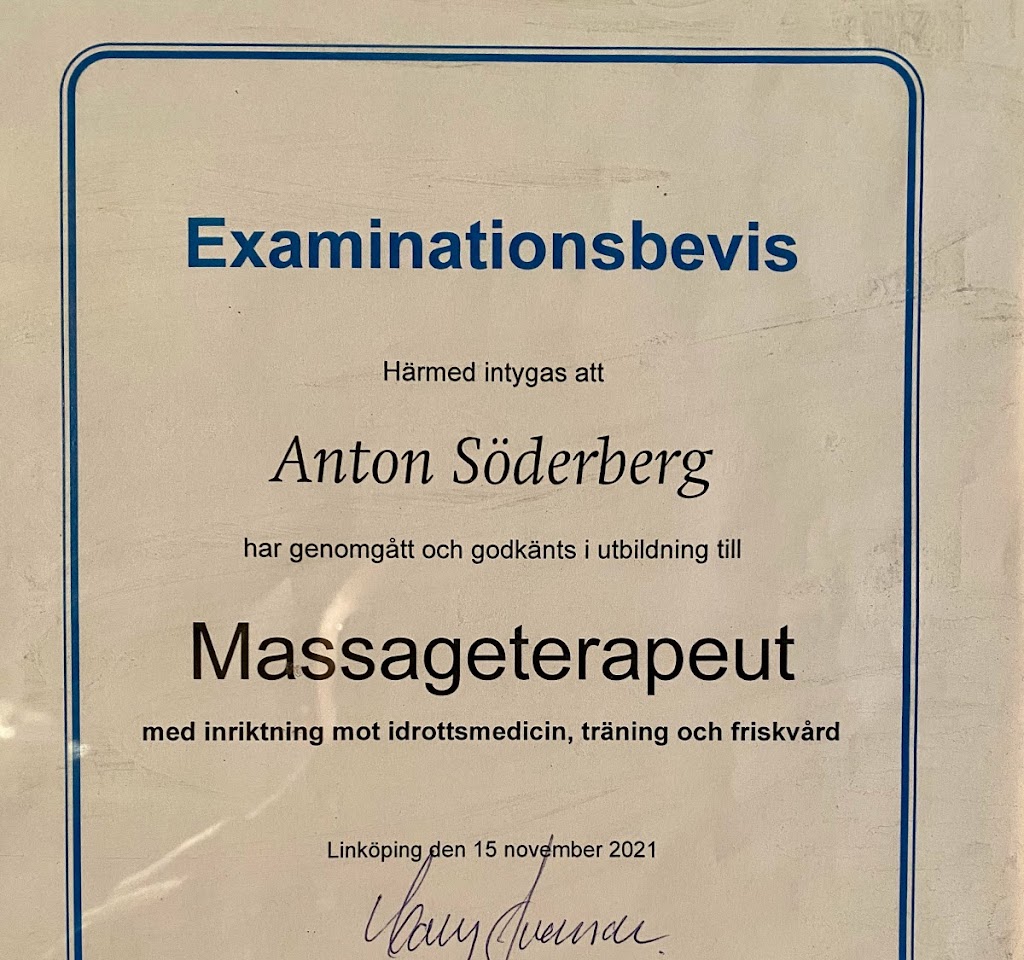 Examinationsbevis
Härmed intygas att
Anton Söderberg
har genomgått och godkänts i utbildning till
Massageterapeut
med inriktning mot idrottsmedicin, träning och friskvård
Linköping den 15 november 2021